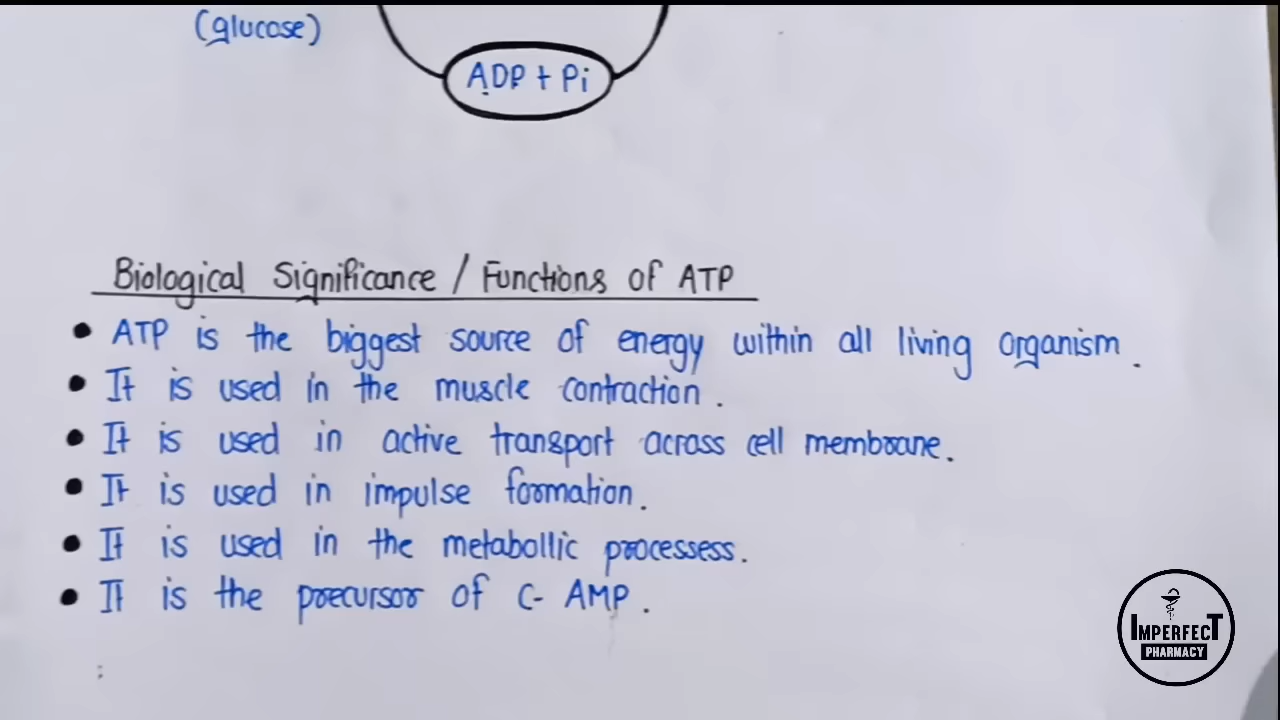 (glucose)
ADP + Pi
Biological Significance / Functions of ATP
• ATP is the biggest source of energy within all living organism.
• It is used in the muscle contraction.
• It is used in active transport across cell membrane.
• It is used in impulse formation.
• It is used in the metabollic processess.
• It is the precursor of C-AMP.
IMPERFECT
PHARMACY